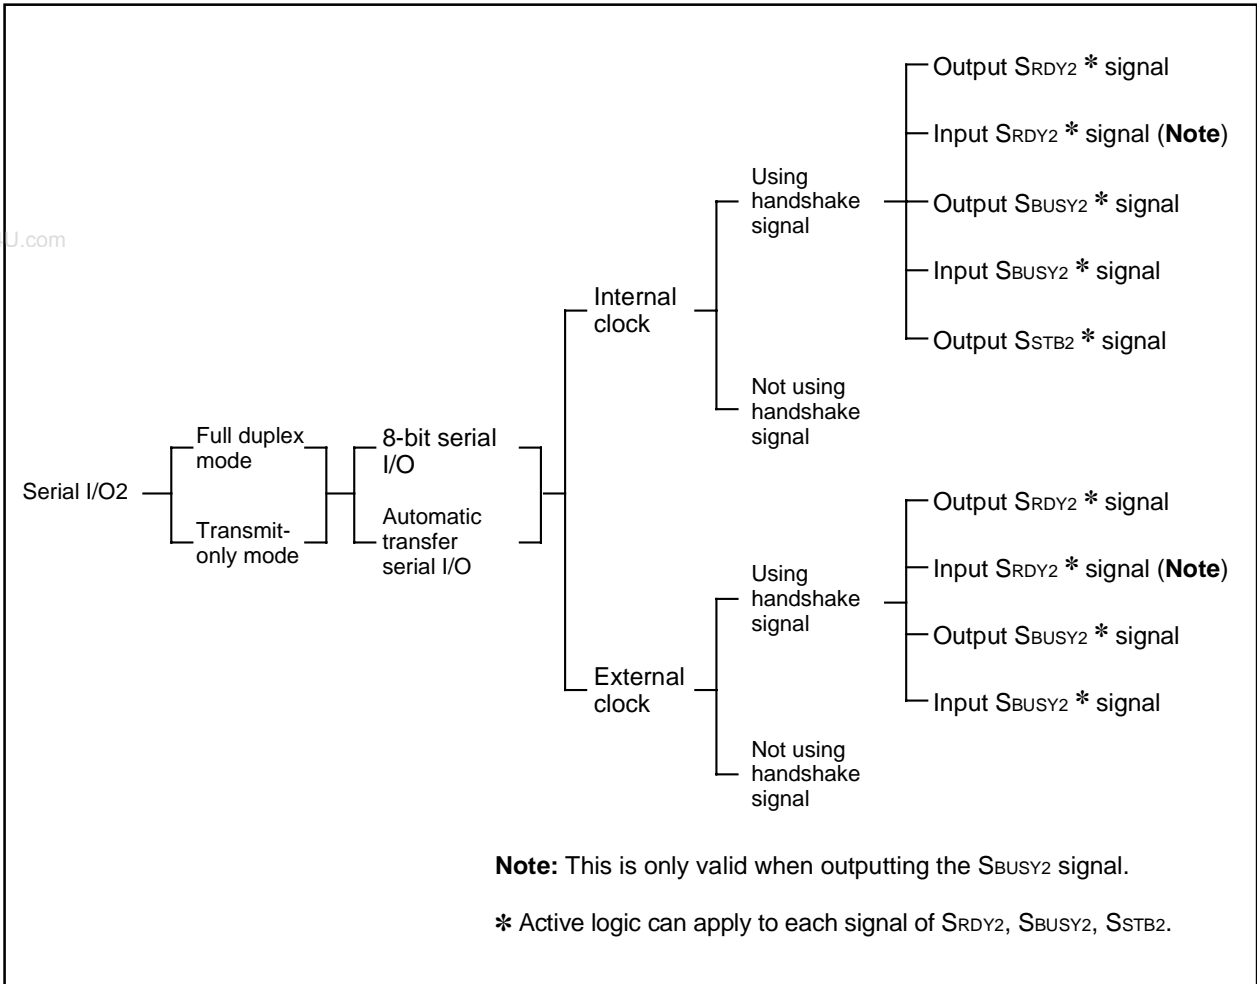 Output SRDY2 * signal
Input SRDY2 * signal (Note)
Using
handshake
signal
Output SBUSY2 * signal
U.com
Input SBUSY2 * signal
Internal
clock
Output SSTB2 * signal
Not using
handshake
signal
Full duplex
mode
8-bit serial
I/O
Serial I/O2
Transmit-
only mode
Automatic
transfer
serial I/O
Output SRDY2 * signal
Input SRDY2 * signal (Note)
Using
handshake
signal
Output SBUSY2 * signal
External
clock
Input SBUSY2 * signal
Not using
handshake
signal
Note: This is only valid when outputting the SBUSY2 signal.
* Active logic can apply to each signal of SRDY2, SBUSY2, SSTB2.